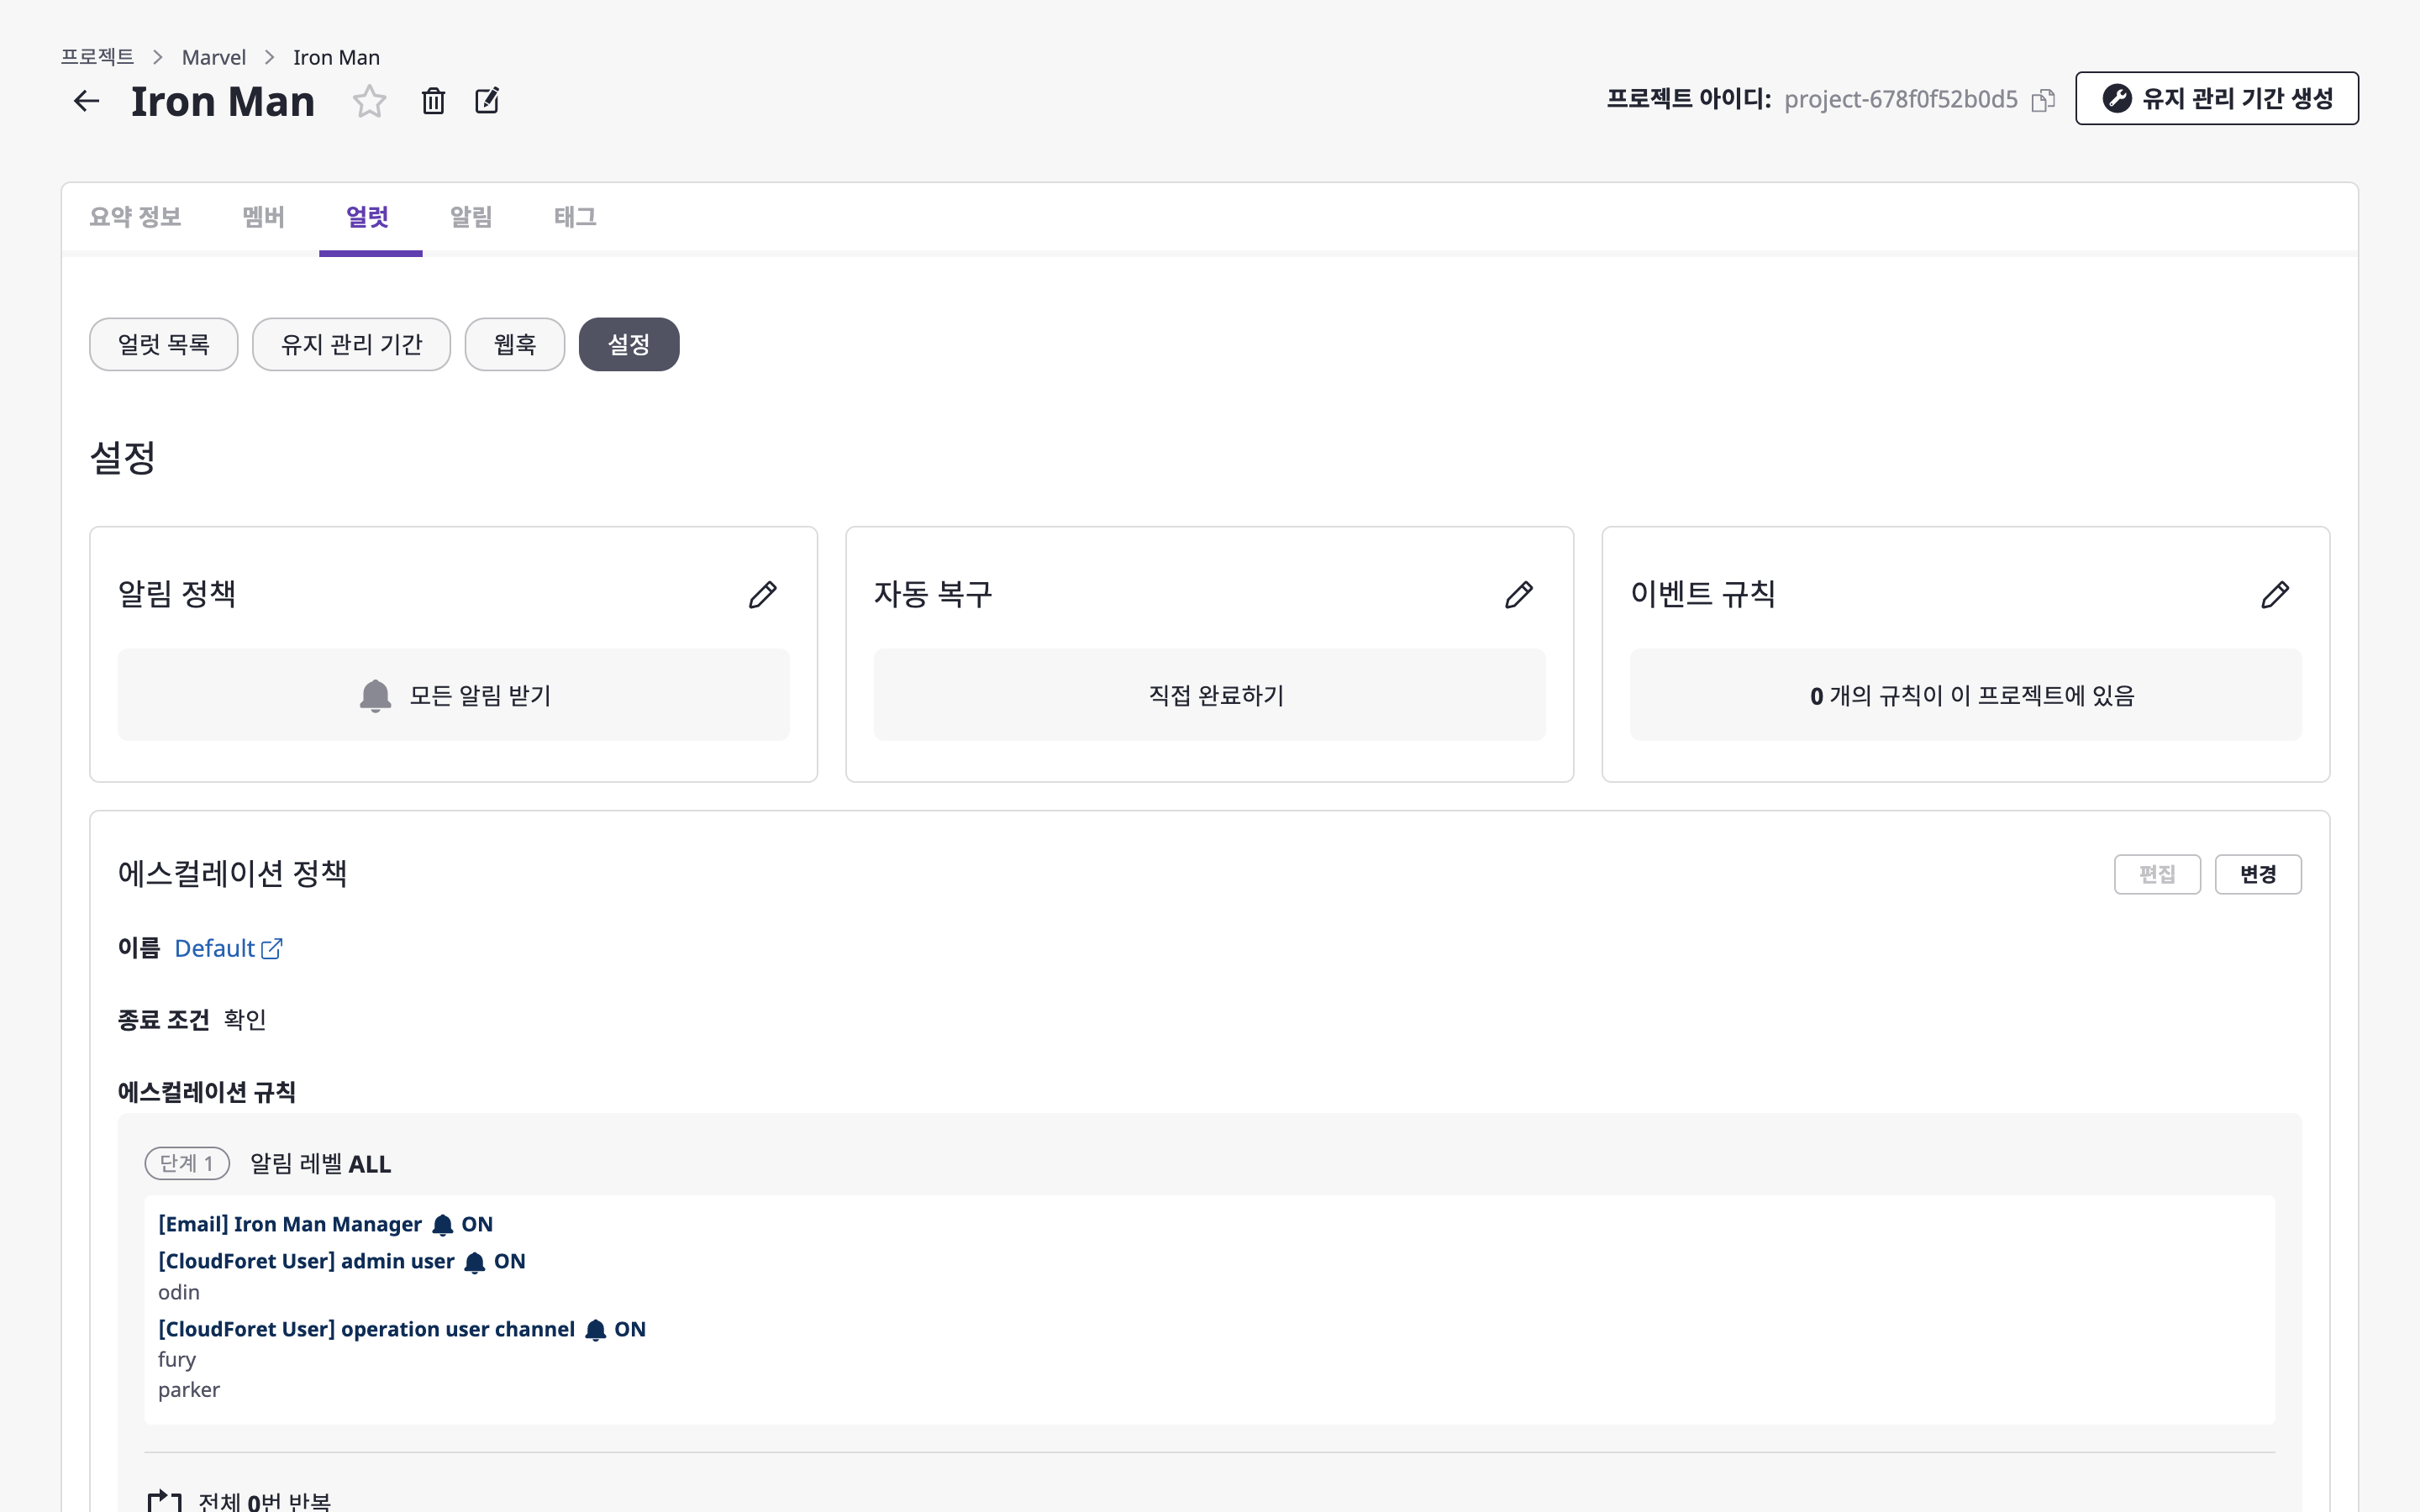 프로젝트 > Marvel > Iron Man
Iron Man
프로젝트 아이디: project-678f0f52b0d5
유지 관리 기간 생성
요약 정보 멤버 얼럿 알림 태그
얼럿 목록 유지 관리 기간 웹훅 설정
설정
알림 정책
모든 알림 받기
자동 복구
직접 완료하기
이벤트 규칙
0 개의 규칙이 이 프로젝트에 있음
에스컬레이션 정책
편집 변경
이름 Default
종료 조건 확인
에스컬레이션 규칙
단계 1 알림 레벨 ALL
[Email] Iron Man Manager ON
[CloudForet User] admin user ON
odin
[CloudForet User] operation user channel ON
fury
parker
전체 0번 반복